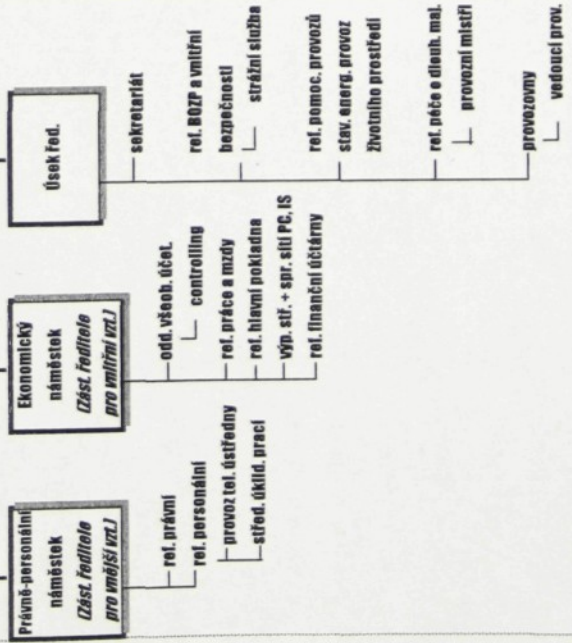 Právně-personální
náměstek
(Zást. ředitele
pro vnější vzt.)
ref. právní
ref. personální
provoz tel. ústředny
střed. úklid. prací
Ekonomický
náměstek
(Zást. ředitele
pro vnitřní vzt.)
odd. všeob. účet.
controlling
ref. práce a mzdy
ref. hlavní pokladna
výp. stř. + spr. sítí PC, IS
ref. finanční účtárny
Úsek řed.
sekretariát
ref. BOZP a vnitřní
bezpečnosti
strážní služba
ref. pomoc. provozů
stav. energ. provoz
životního prostředí
ref. péče o dlouh. maj.
provozní mistři
provozovny
vedoucí prov.